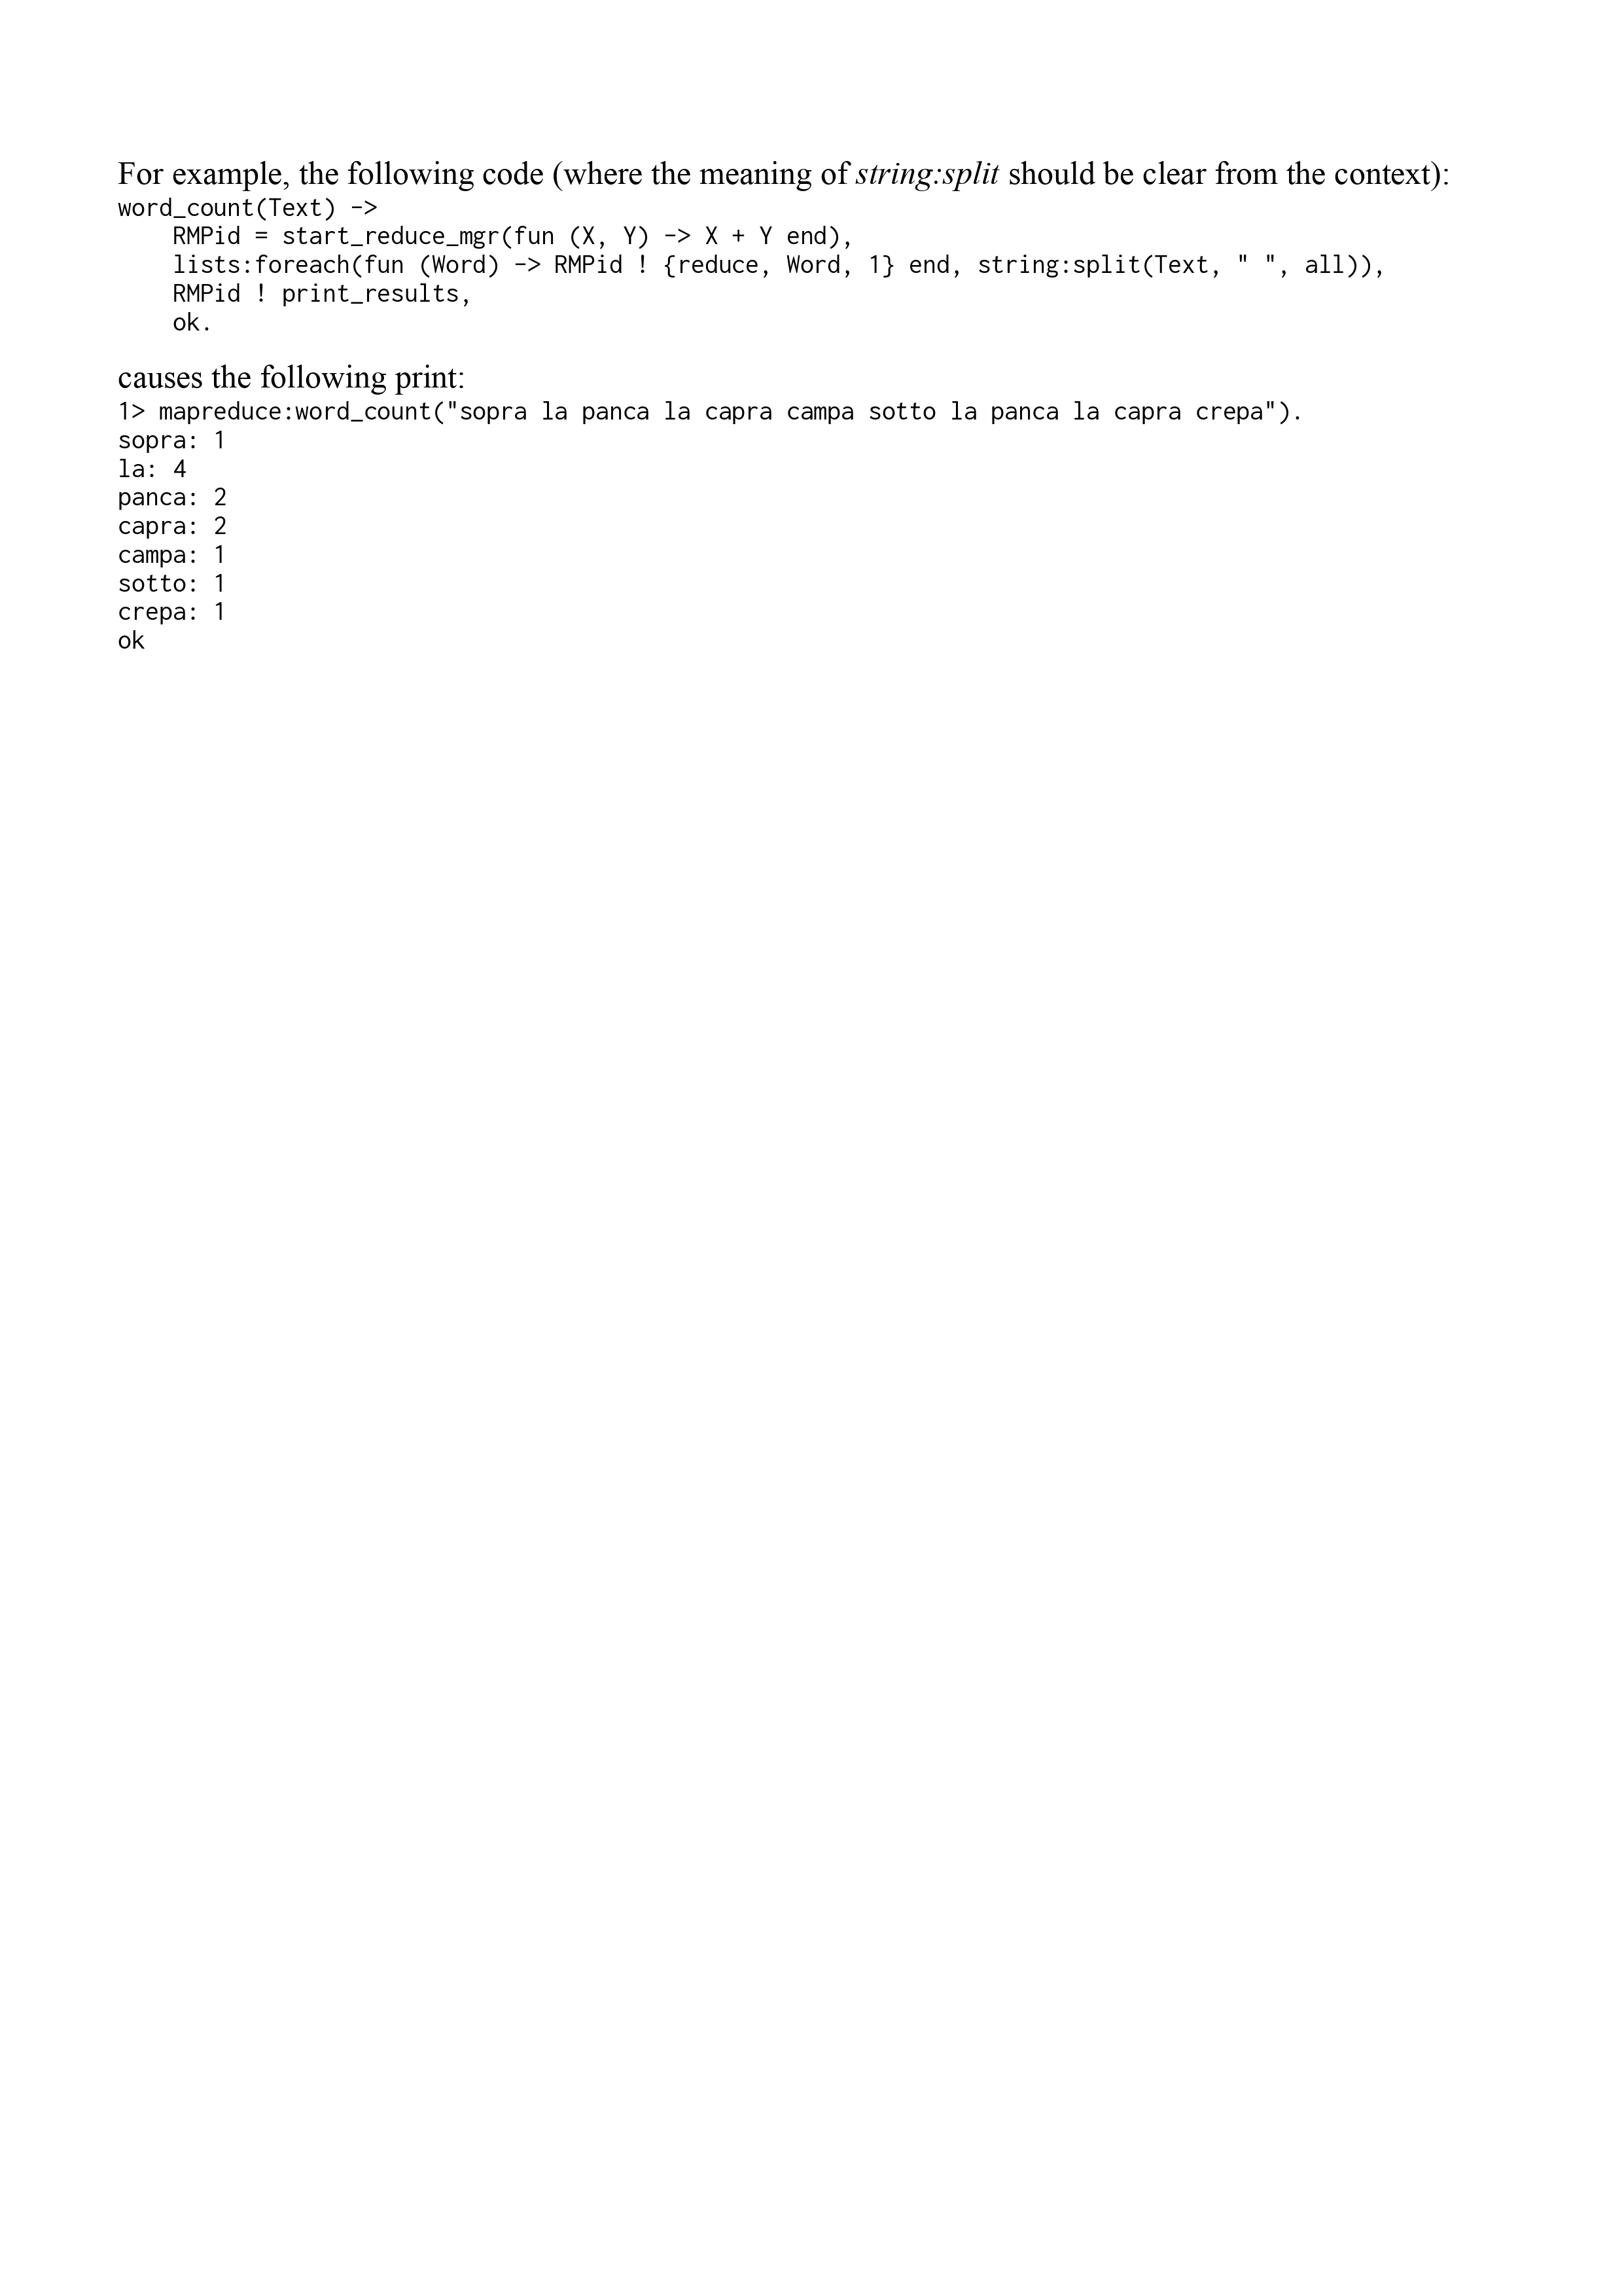 For example, the following code (where the meaning of string:split should be clear from the context):
word_count(Text) ->
    RMPid = start_reduce_mgr(fun (X, Y) -> X + Y end),
    lists:foreach(fun (Word) -> RMPid ! {reduce, Word, 1} end, string:split(Text, " ", all)),
    RMPid ! print_results,
    ok.
causes the following print:
1> mapreduce:word_count("sopra la panca la capra campa sotto la panca la capra crepa").
sopra: 1
la: 4
panca: 2
capra: 2
campa: 1
sotto: 1
crepa: 1
ok